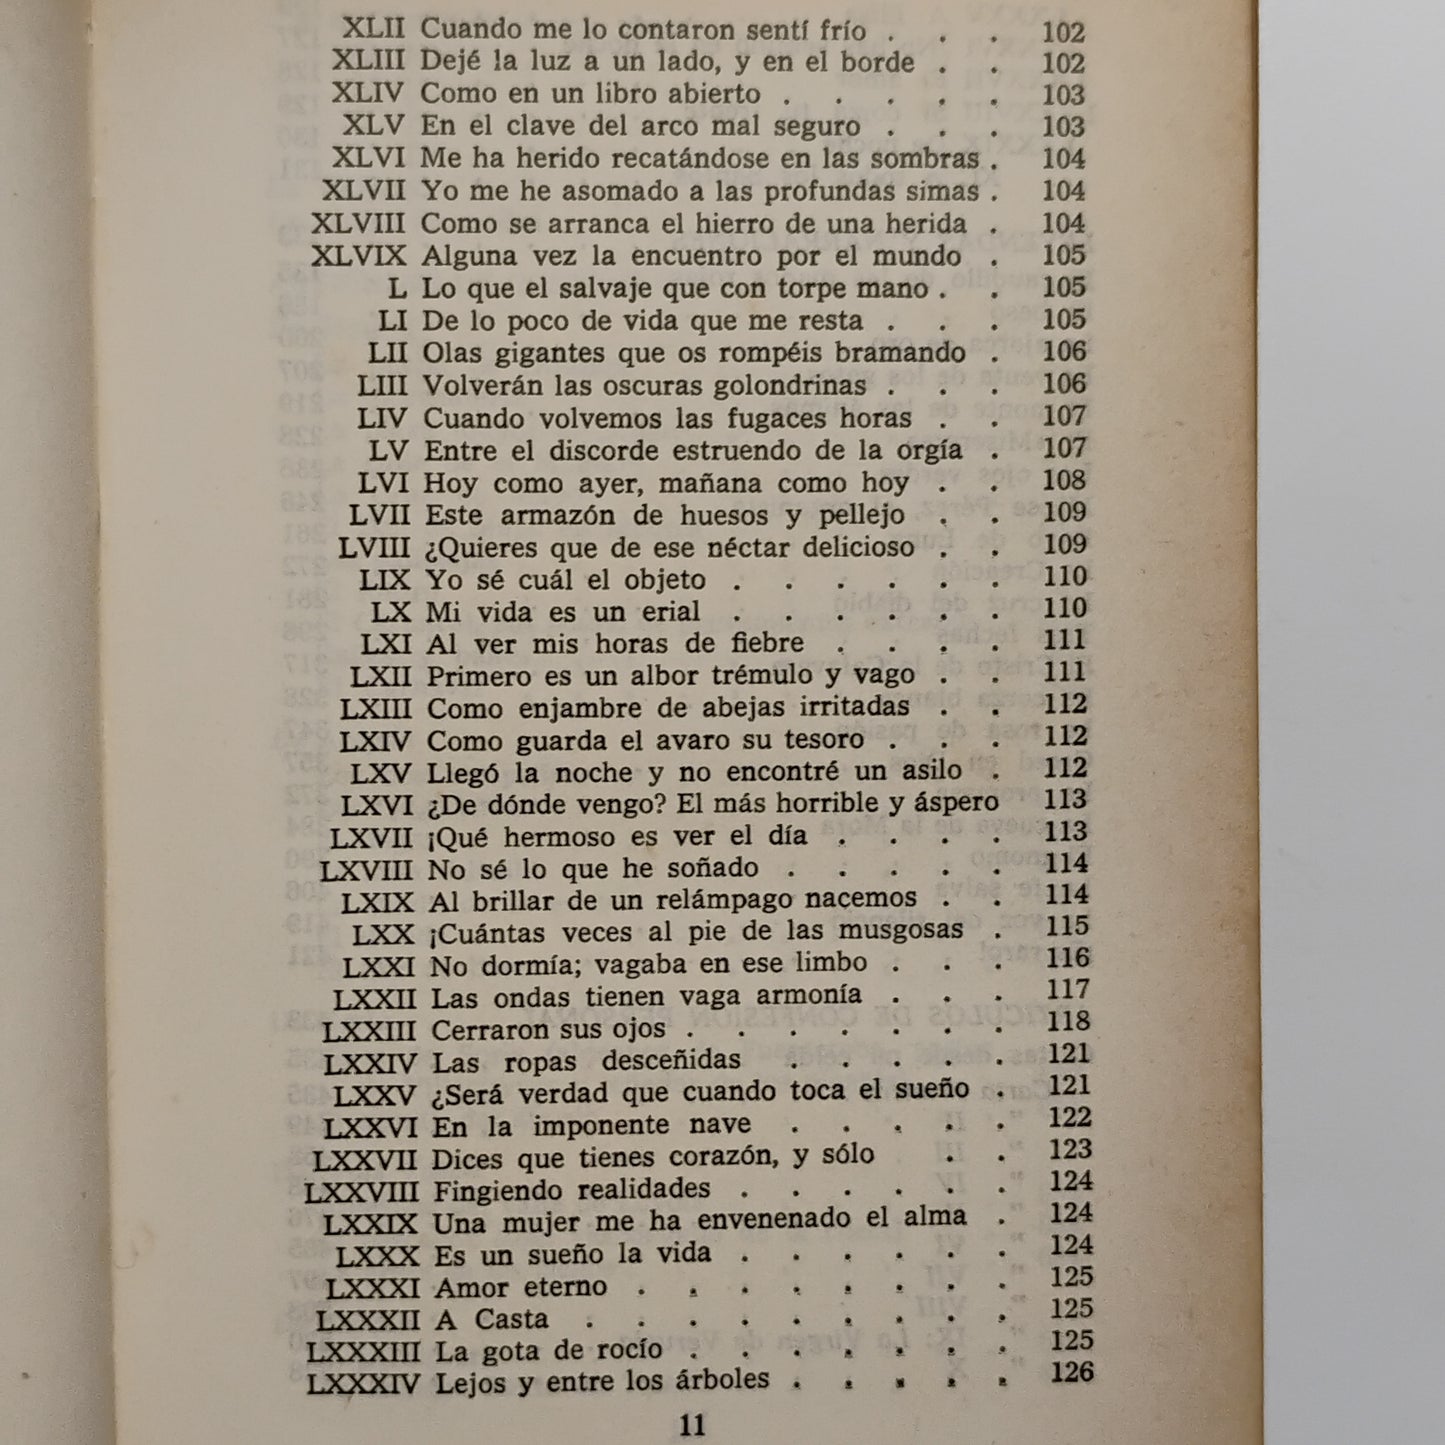 XLII Cuando me lo contaron sentí frío . . . 102
XLIII Dejé la luz a un lado, y en el borde . . 102
XLIV Como en un libro abierto . . . . . 103
XLV En el clave del arco mal seguro . . . 103
XLVI Me ha herido recatándose en las sombras . 104
XLVII Yo me he asomado a las profundas simas . 104
XLVIII Como se arranca el hierro de una herida . 104
XLVIX Alguna vez la encuentro por el mundo . 105
L Lo que el salvaje que con torpe mano . . 105
LI De lo poco de vida que me resta . . . 105
LII Olas gigantes que os rompéis bramando . 106
LIII Volverán las oscuras golondrinas . . . 106
LIV Cuando volvemos las fugaces horas . . 107
LV Entre el discorde estruendo de la orgía . 107
LVI Hoy como ayer, mañana como hoy . . 108
LVII Este armazón de huesos y pellejo . . 109
LVIII ¿Quieres que de ese néctar delicioso . . 109
LIX Yo sé cuál el objeto . . . . . . 110
LX Mi vida es un erial . . . . . . 110
LXI Al ver mis horas de fiebre . . . . 111
LXII Primero es un albor trémulo y vago . . 111
LXIII Como enjambre de abejas irritadas . . 112
LXIV Como guarda el avaro su tesoro . . . 112
LXV Llegó la noche y no encontré un asilo . 112
LXVI ¿De dónde vengo? El más horrible y áspero 113
LXVII ¡Qué hermoso es ver el día . . . . 113
LXVIII No sé lo que he soñado . . . . . 114
LXIX Al brillar de un relámpago nacemos . . 114
LXX ¡Cuántas veces al pie de las musgosas . 115
LXXI No dormía; vagaba en ese limbo . . . 116
LXXII Las ondas tienen vaga armonía . . . 117
LXXIII Cerraron sus ojos . . . . . . . 118
LXXIV Las ropas desceñidas . . . . . 121
LXXV ¿Será verdad que cuando toca el sueño . 121
LXXVI En la imponente nave . . . . . 122
LXXVII Dices que tienes corazón, y sólo . . 123
LXXVIII Fingiendo realidades . . . . . . 124
LXXIX Una mujer me ha envenenado el alma . 124
LXXX Es un sueño la vida . . . . . . 124
LXXXI Amor eterno . . . . . . . . 125
LXXXII A Casta . . . . . . . . . 125
LXXXIII La gota de rocío . . . . . . . 125
LXXXIV Lejos y entre los árboles . . . . . 126
11